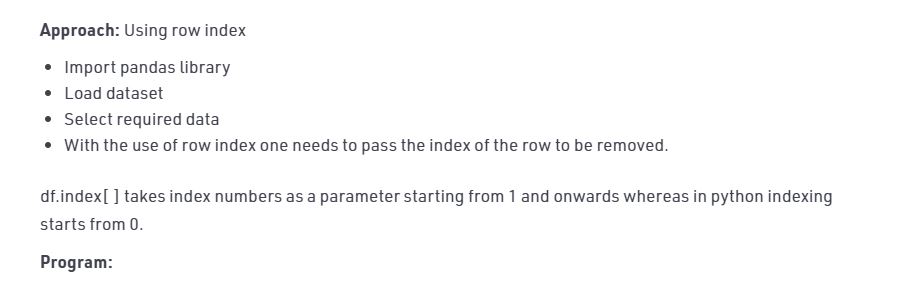 Approach: Using row index
• Import pandas library
• Load dataset
• Select required data
• With the use of row index one needs to pass the index of the row to be removed.
df.index[ ] takes index numbers as a parameter starting from 1 and onwards whereas in python indexing
starts from 0.
Program: